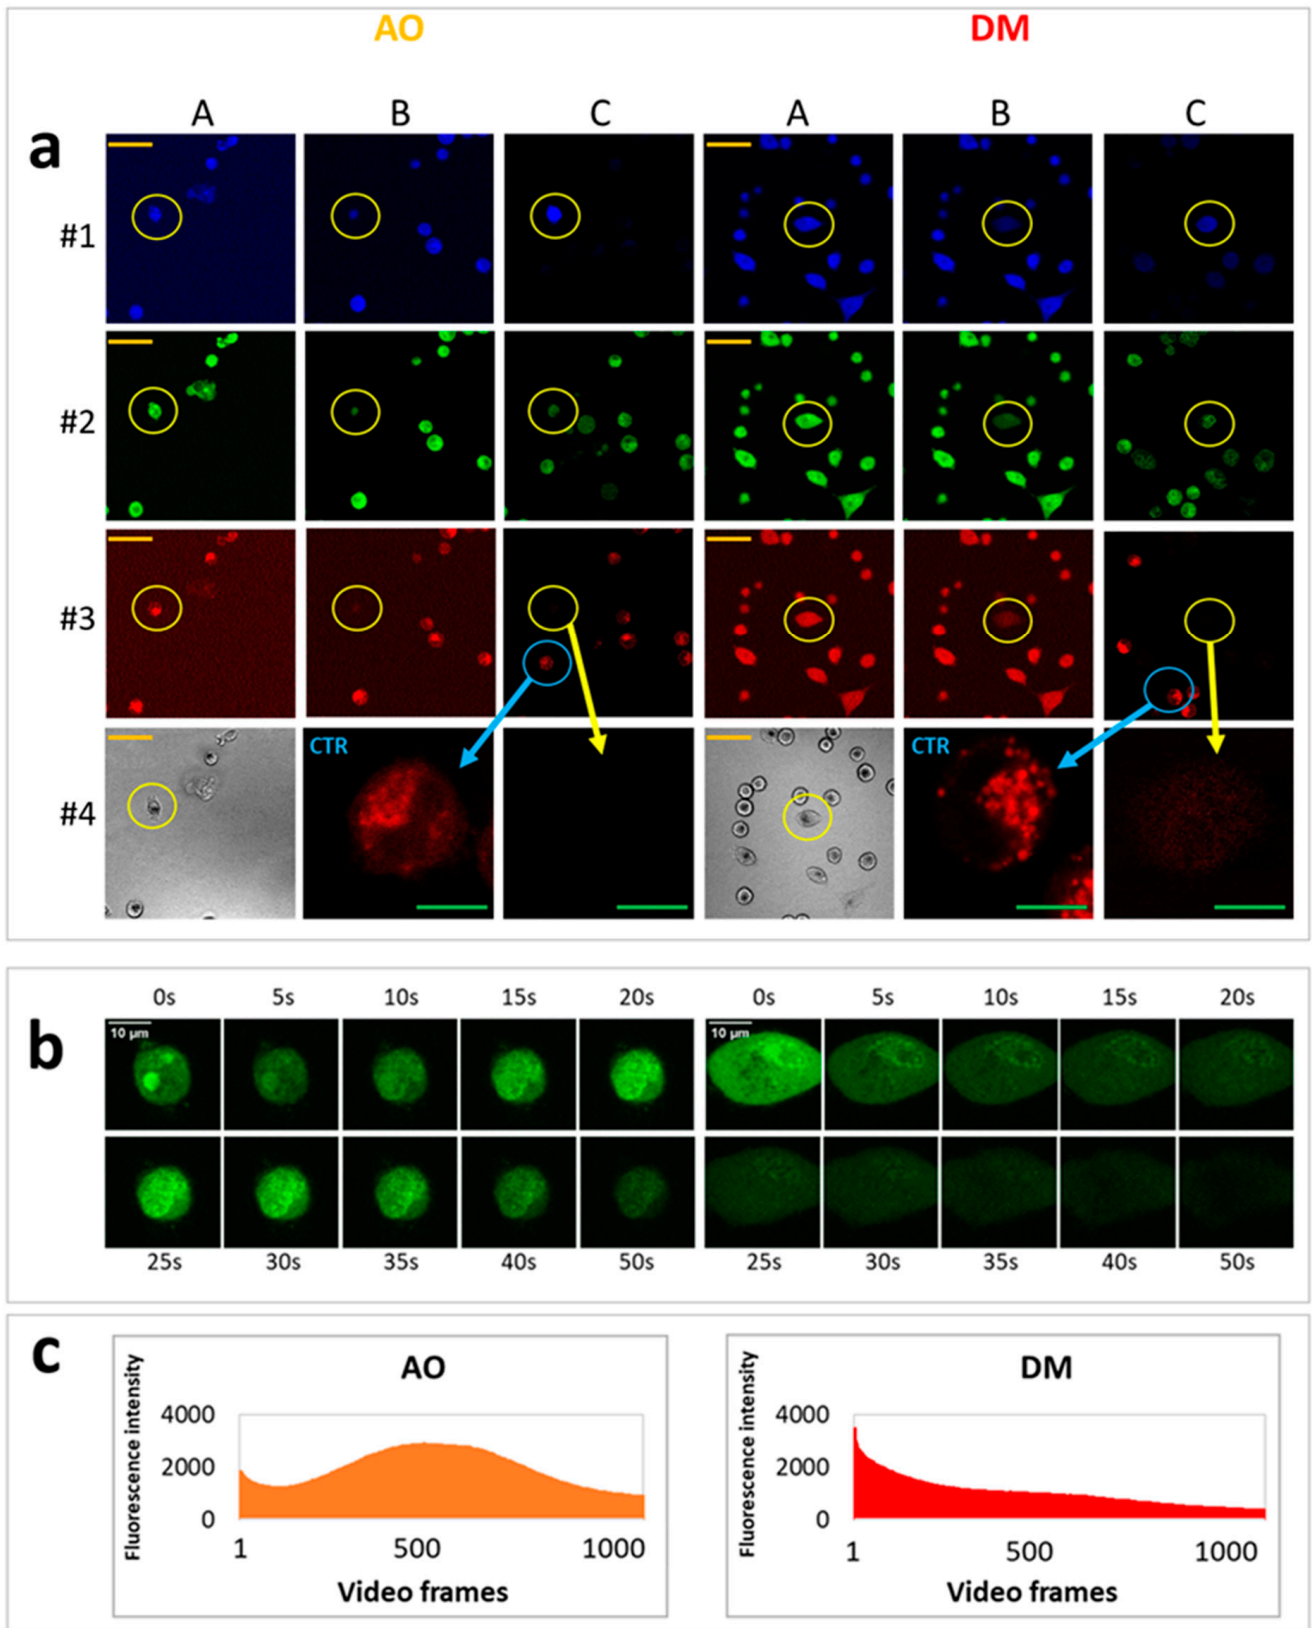 AO DM
a
A B C A B C
#1
#2
#3
#4
CTR CTR
b
0s 5s 10s 15s 20s 0s 5s 10s 15s 20s
10 µm 10 µm
25s 30s 35s 40s 50s 25s 30s 35s 40s 50s
c
AO
Fluorescence intensity
4000
2000
0
1 500 1000
Video frames
DM
Fluorescence intensity
4000
2000
0
1 500 1000
Video frames